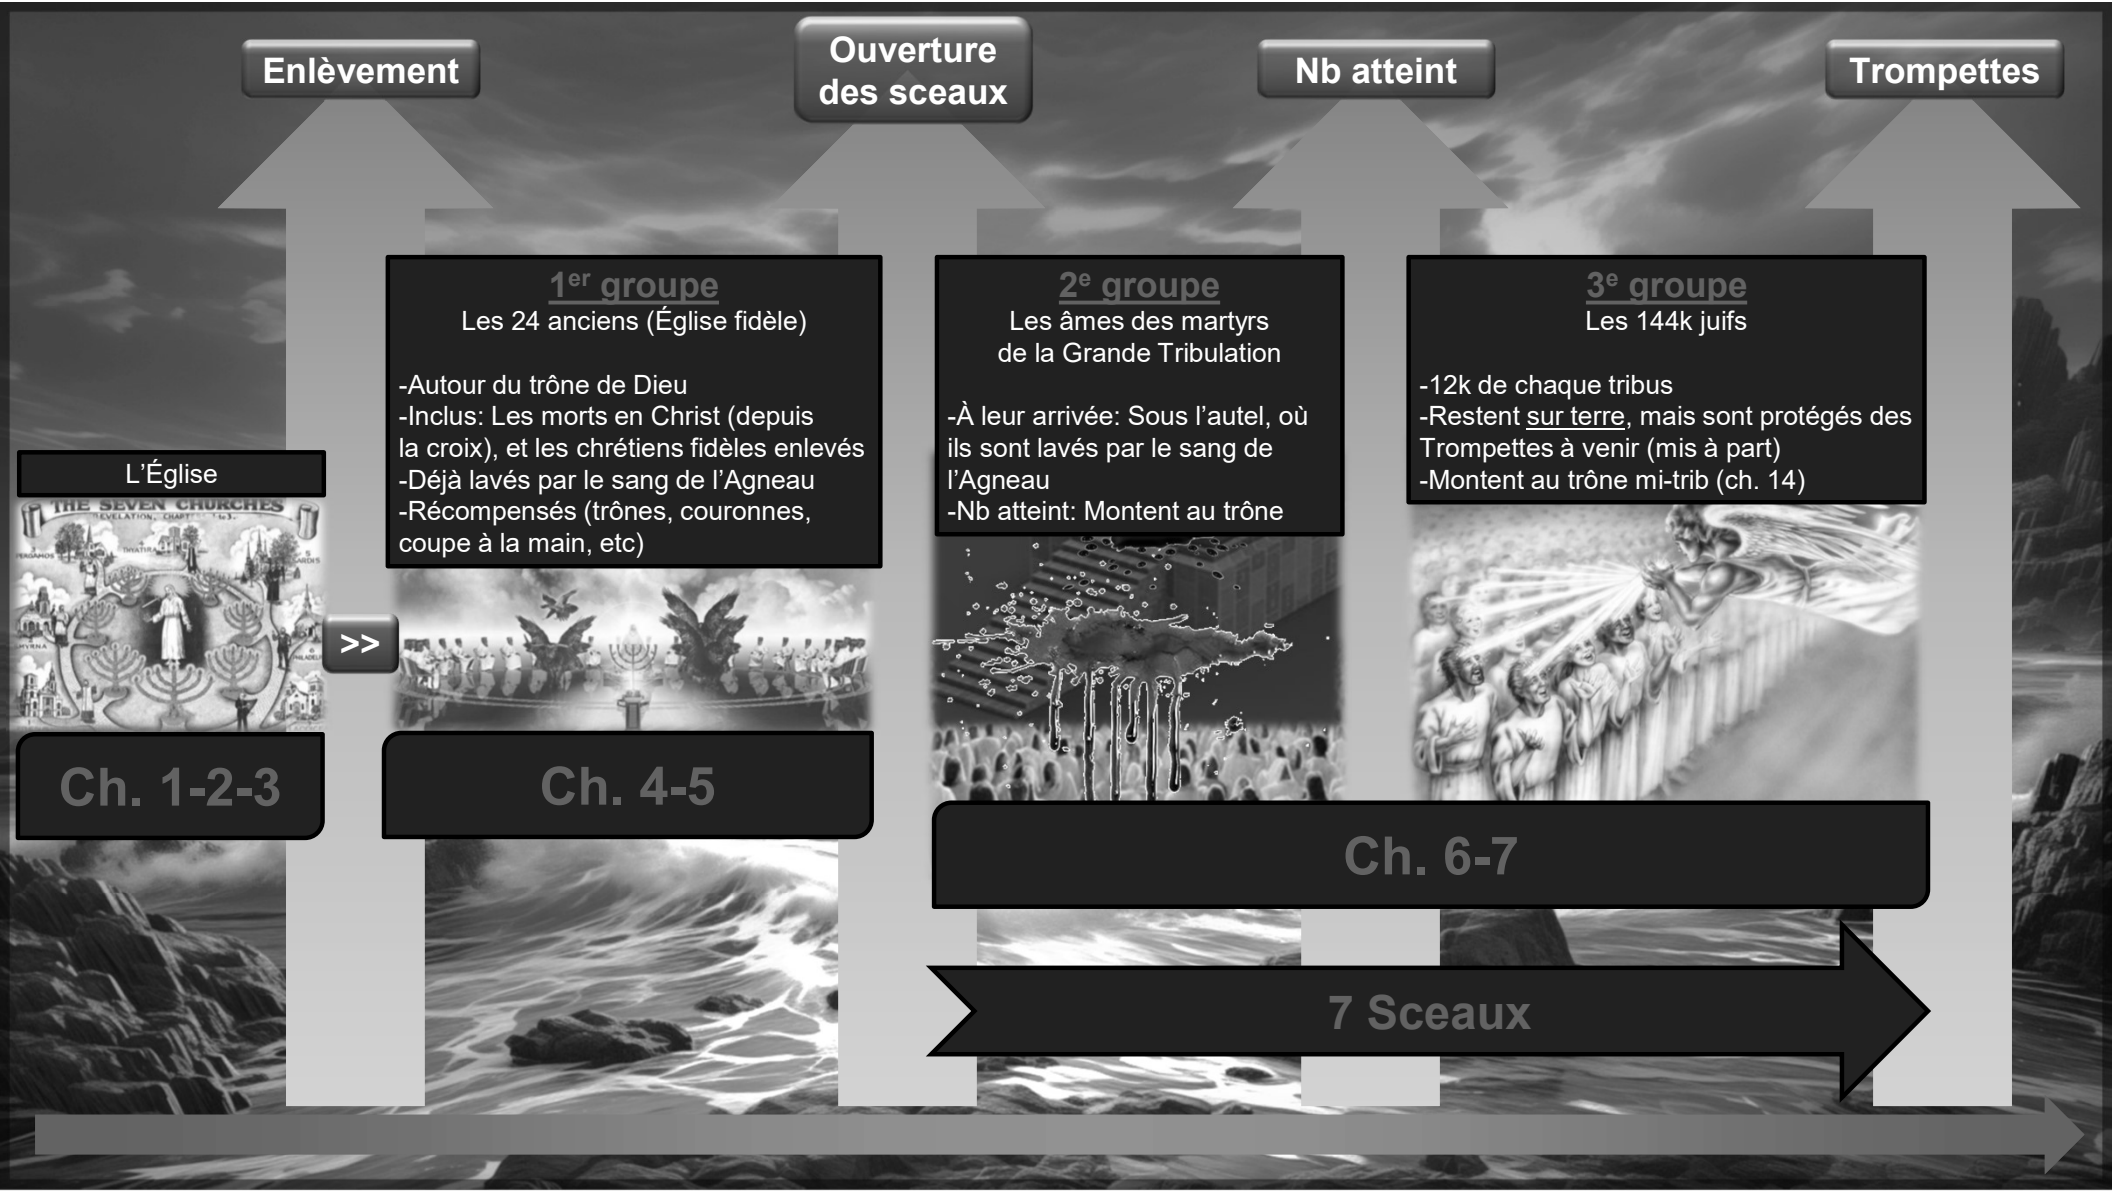 Enlèvement
Ouverture
des sceaux
Nb atteint
Trompettes
1er groupe
Les 24 anciens (Église fidèle)
-Autour du trône de Dieu
-Inclus: Les morts en Christ (depuis
la croix), et les chrétiens fidèles enlevés
-Déjà lavés par le sang de l’Agneau
-Récompensés (trônes, couronnes,
coupe à la main, etc)
2e groupe
Les âmes des martyrs
de la Grande Tribulation
-À leur arrivée: Sous l’autel, où
ils sont lavés par le sang de
l’Agneau
-Nb atteint: Montent au trône
3e groupe
Les 144k juifs
-12k de chaque tribus
-Restent sur terre, mais sont protégés des
Trompettes à venir (mis à part)
-Montent au trône mi-trib (ch. 14)
L’Église
THE SEVEN CHURCHES
>>
Ch. 1-2-3
Ch. 4-5
Ch. 6-7
7 Sceaux